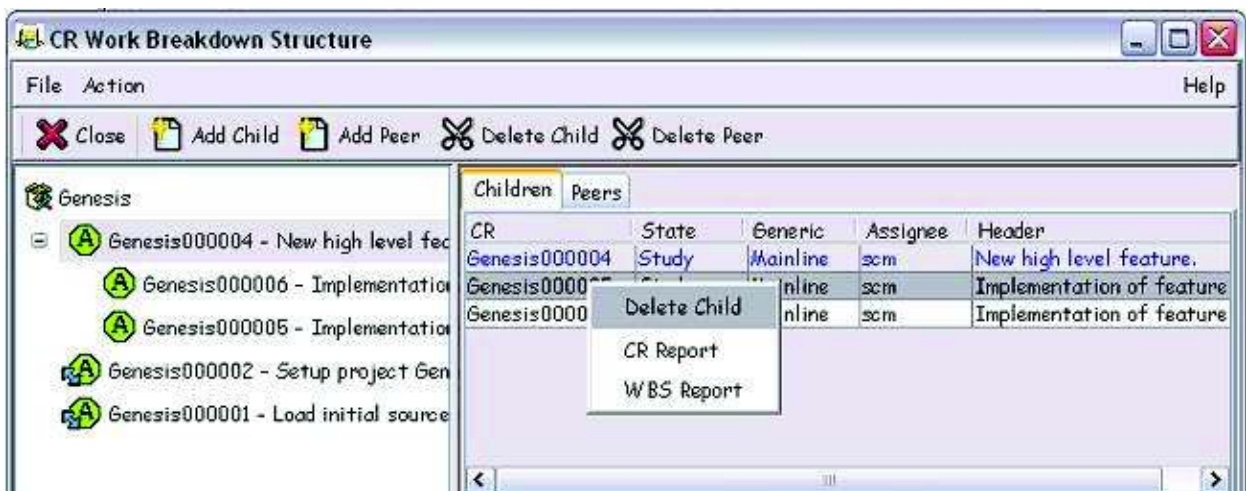 CR Work Breakdown Structure
File Action Help
Close Add Child Add Peer Delete Child Delete Peer
Genesis
Genesis000004 - New high level fec
Genesis000006 - Implementation
Genesis000005 - Implementation
Genesis000002 - Setup project Gen
Genesis000001 - Load initial source
Children Peers
CR State Generic Assignee Header
Genesis000004 Study Mainline scm New high level feature.
scm Implementation of feature
Genesis0000 nline scm Implementation of feature
Delete Child
CR Report
WBS Report